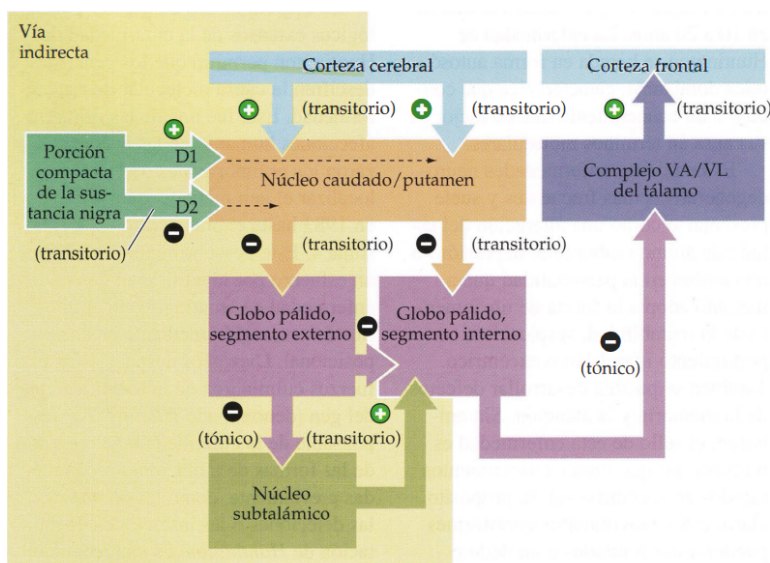 Vía
indirecta
Corteza cerebral
Corteza frontal
+ (transitorio)
+ (transitorio)
+ (transitorio)
+
Porción
compacta
de la sus-
tancia nigra
D1
D2
−
(transitorio)
Núcleo caudado/putamen
Complejo VA/VL
del tálamo
− (transitorio)
− (transitorio)
Globo pálido,
segmento externo
−
Globo pálido,
segmento interno
−
(tónico)
−
(tónico)
+
(transitorio)
Núcleo
subtalámico